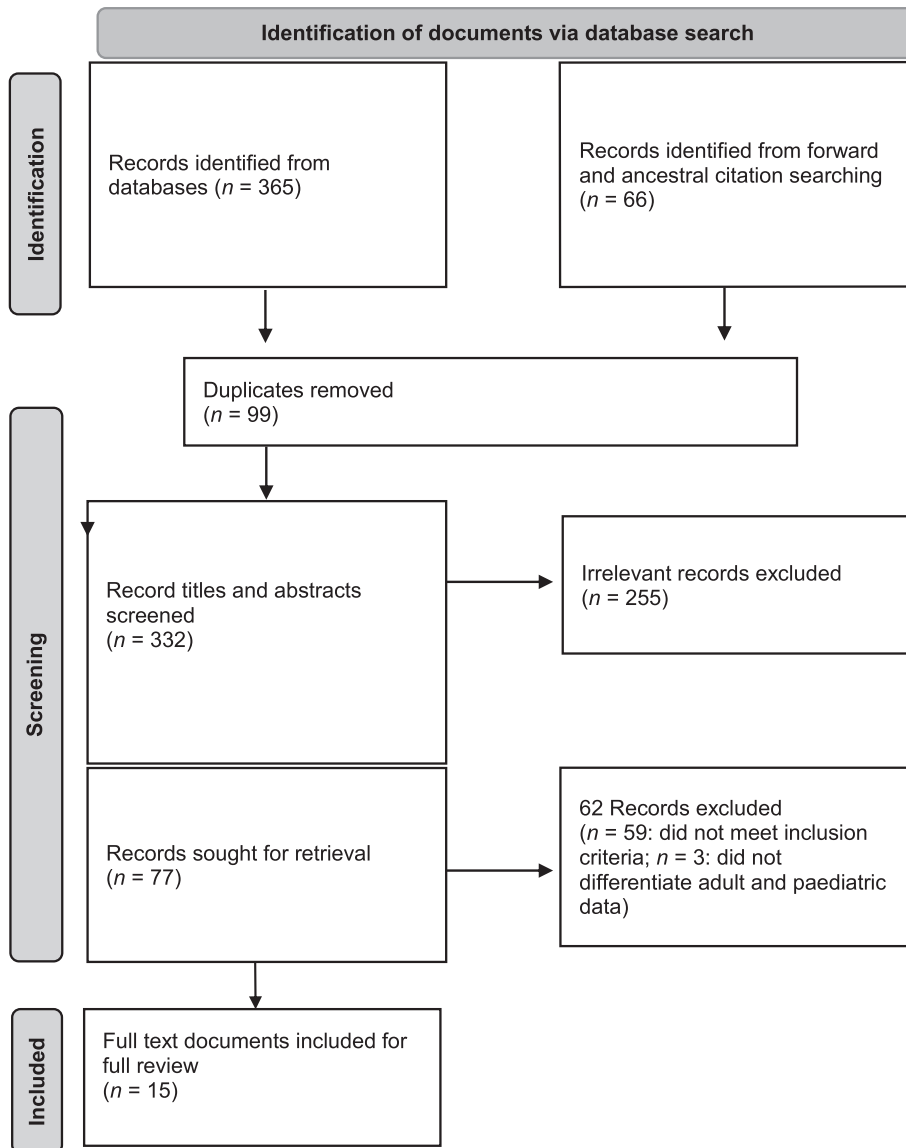 Identification of documents via database search
Identification
Records identified from
databases (n = 365)
Records identified from forward
and ancestral citation searching
(n = 66)
Duplicates removed
(n = 99)
Screening
Record titles and abstracts
screened
(n = 332)
Irrelevant records excluded
(n = 255)
Records sought for retrieval
(n = 77)
62 Records excluded
(n = 59: did not meet inclusion
criteria; n = 3: did not
differentiate adult and paediatric
data)
Included
Full text documents included for
full review
(n = 15)